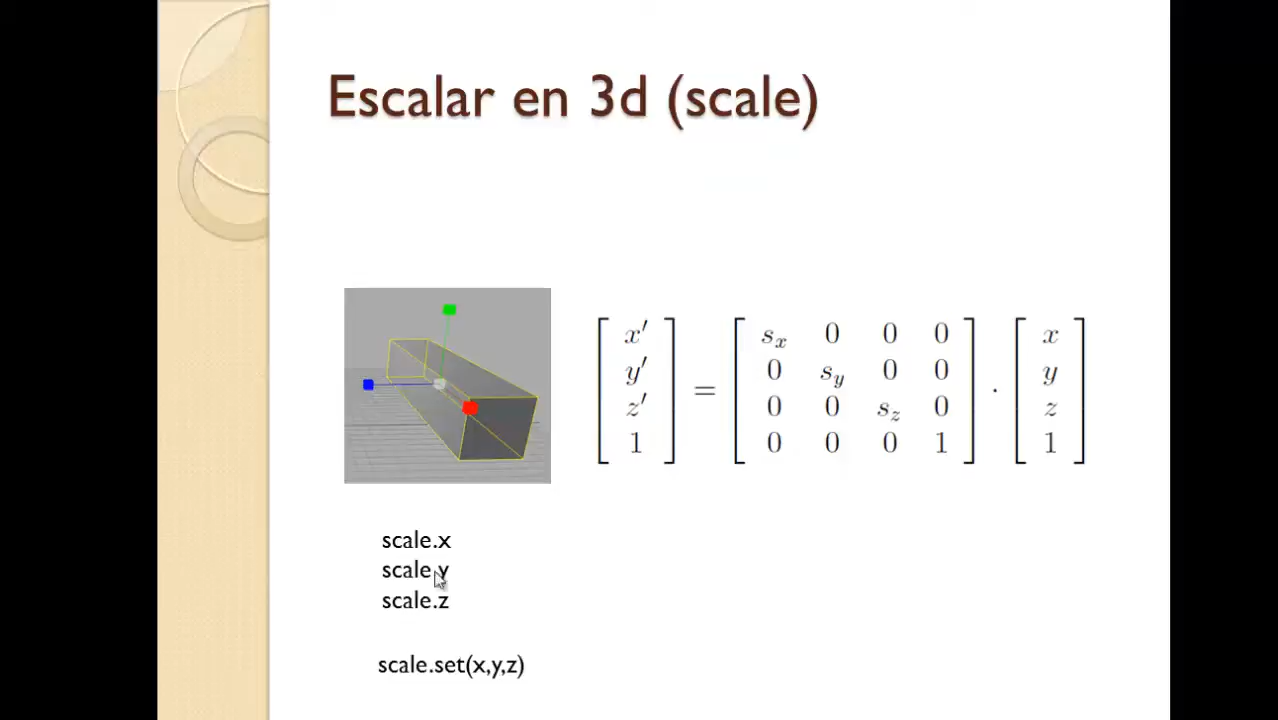 Escalar en 3d (scale)
x′ = s_x 0 0 0 · x
y′ 0 s_y 0 0 y
z′ 0 0 s_z 0 z
1 0 0 0 1 1
scale.x
scale.y
scale.z
scale.set(x,y,z)